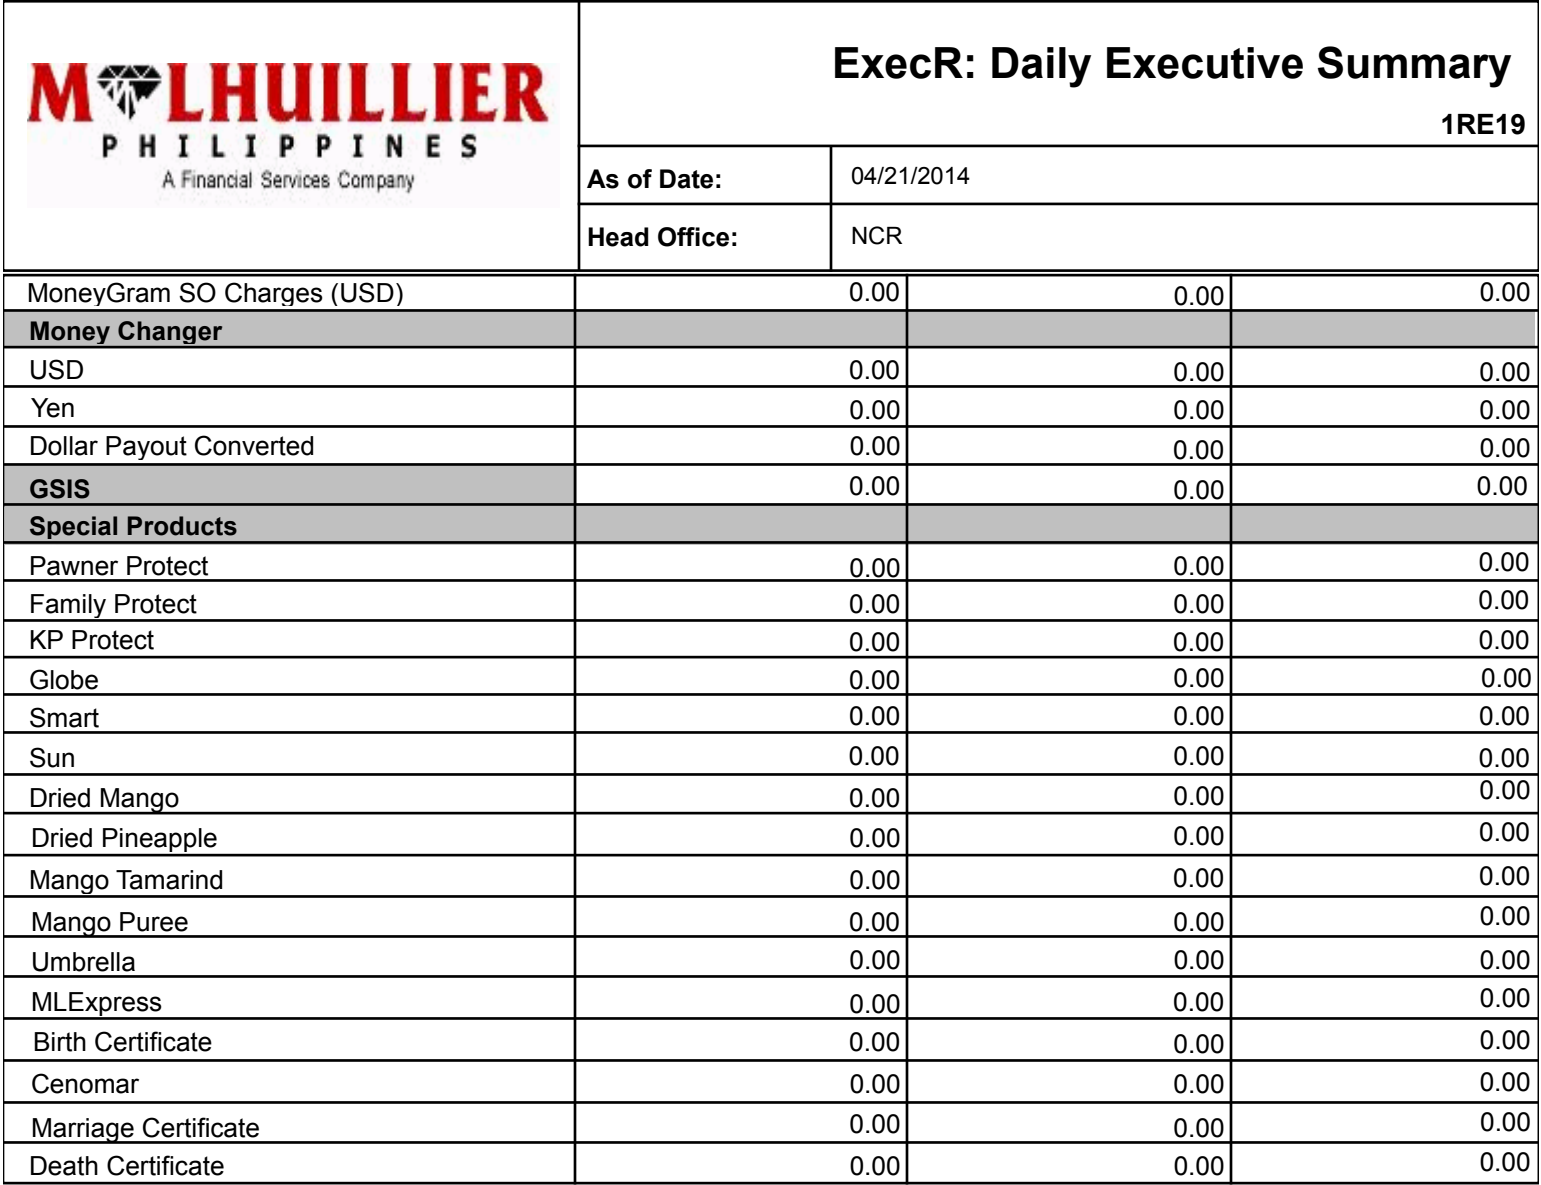 M LHUILLIER
PHILIPPINES
A Financial Services Company
ExecR: Daily Executive Summary
1RE19
As of Date: 04/21/2014
Head Office: NCR
MoneyGram SO Charges (USD) 0.00 0.00 0.00
Money Changer
USD 0.00 0.00 0.00
Yen 0.00 0.00 0.00
Dollar Payout Converted 0.00 0.00 0.00
GSIS 0.00 0.00 0.00
Special Products
Pawner Protect 0.00 0.00 0.00
Family Protect 0.00 0.00 0.00
KP Protect 0.00 0.00 0.00
Globe 0.00 0.00 0.00
Smart 0.00 0.00 0.00
Sun 0.00 0.00 0.00
Dried Mango 0.00 0.00 0.00
Dried Pineapple 0.00 0.00 0.00
Mango Tamarind 0.00 0.00 0.00
Mango Puree 0.00 0.00 0.00
Umbrella 0.00 0.00 0.00
MLExpress 0.00 0.00 0.00
Birth Certificate 0.00 0.00 0.00
Cenomar 0.00 0.00 0.00
Marriage Certificate 0.00 0.00 0.00
Death Certificate 0.00 0.00 0.00